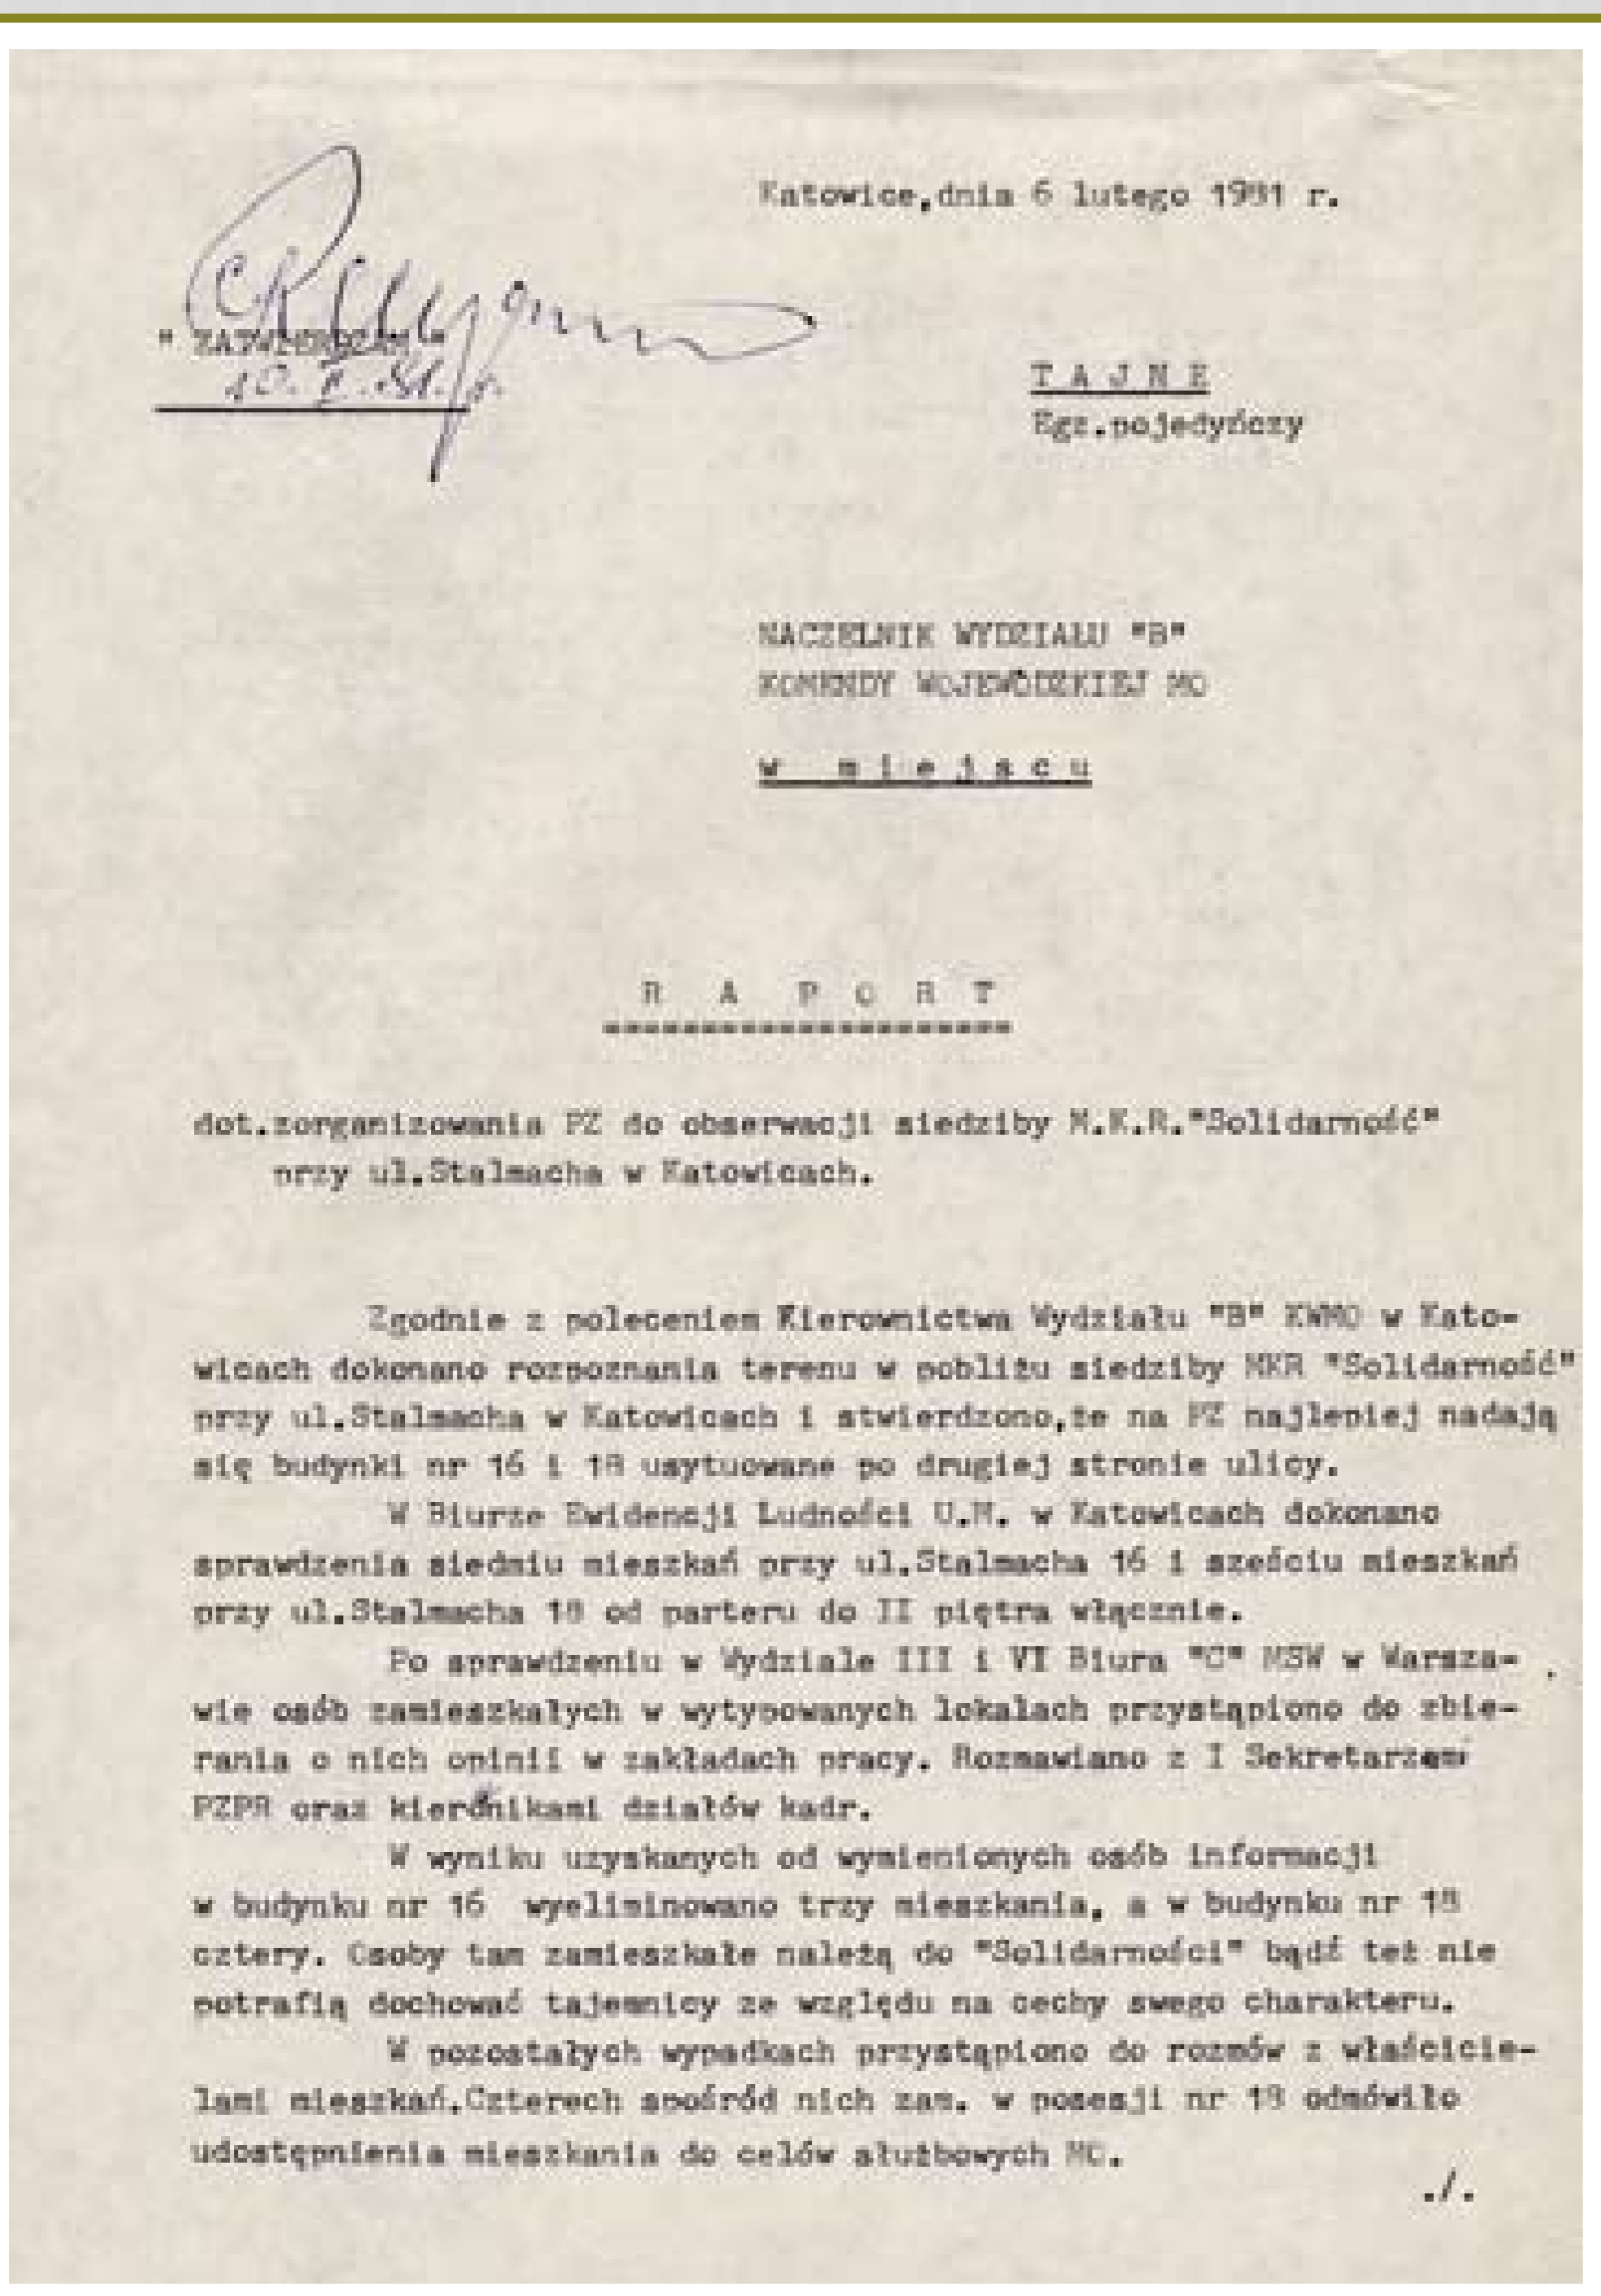 Katowice,dnia 6 lutego 1981 r.
" ZATWIERDZAM "
10.II.81.r.
T A J N E
Egz.pojedyńczy
NACZELNIK WYDZIAŁU "B"
KOMENDY WOJEWÓDZKIEJ MO
w m i e j s c u
R A P O R T
dot.zorganizowania PZ do obserwacji siedziby M.K.R."Solidarność"
przy ul.Stalmacha w Katowicach.
Zgodnie z poleceniem Kierownictwa Wydziału "B" KWMO w Kato-
wicach dokonano rozpoznania terenu w pobliżu siedziby MKR "Solidarność"
przy ul.Stalmacha w Katowicach i stwierdzono,że na PZ najlepiej nadają
się budynki nr 16 i 18 usytuowane po drugiej stronie ulicy.
W Biurze Ewidencji Ludności U.M. w Katowicach dokonano
sprawdzenia siedmiu mieszkań przy ul.Stalmacha 16 i sześciu mieszkań
przy ul.Stalmacha 18 od parteru do II piętra włącznie.
Po sprawdzeniu w Wydziale III i VI Biura "C" MSW w Warsza-
wie osób zamieszkałych w wytypowanych lokalach przystąpiono do zbie-
rania o nich opinii w zakładach pracy. Rozmawiano z I Sekretarzem
PZPR oraz kieronikami działów kadr.
W wyniku uzyskanych od wymienionych osób informacji
w budynku nr 16 wyeliminowano trzy mieszkania, a w budynku nr 18
cztery. Osoby tam zamieszkałe należą do "Solidarności" bądź też nie
potrafią dochować tajemnicy ze względu na cechy swego charakteru.
W pozostałych wypadkach przystąpiono do rozmów z właścicie-
lami mieszkań.Czterech spośród nich zam. w posesji nr 18 odmówiło
udostępnienia mieszkania do celów służbowych MO.
./.